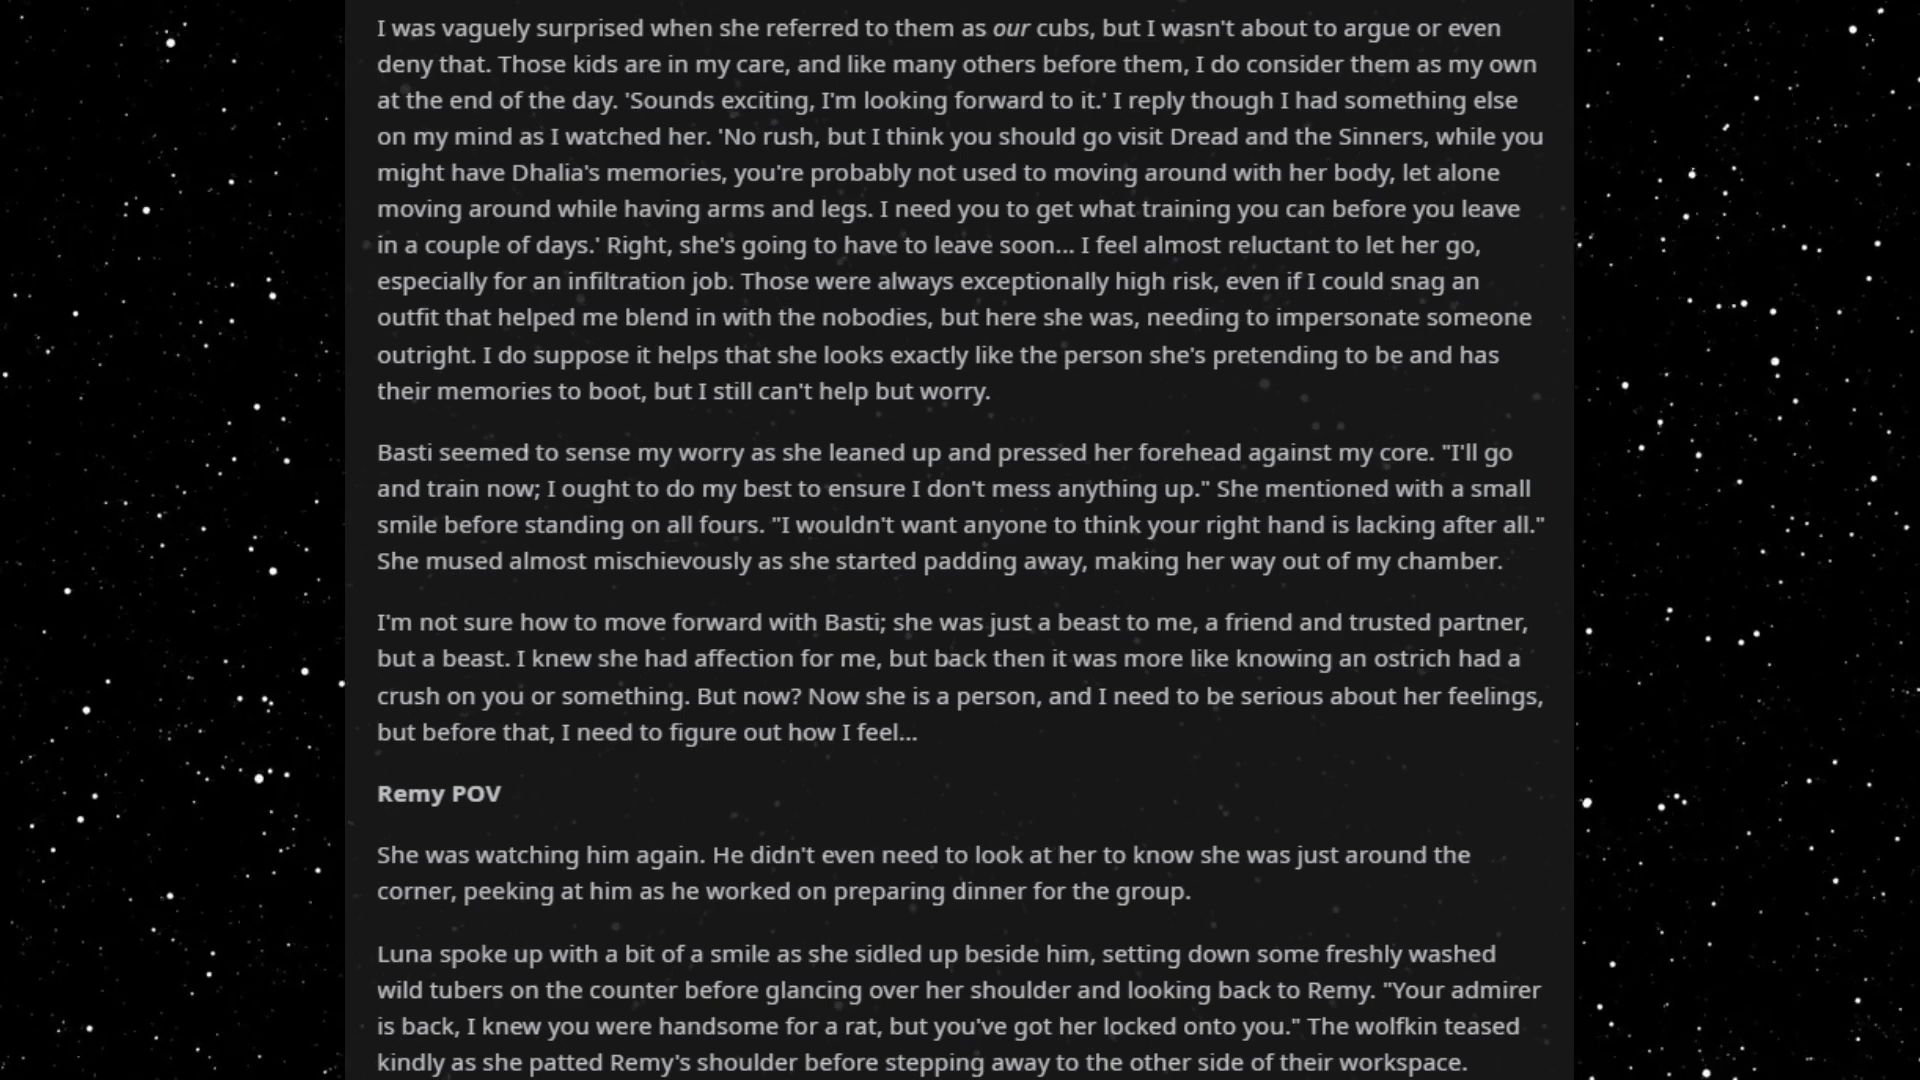 I was vaguely surprised when she referred to them as our cubs, but I wasn't about to argue or even
deny that. Those kids are in my care, and like many others before them, I do consider them as my own
at the end of the day. 'Sounds exciting, I'm looking forward to it.' I reply though I had something else
on my mind as I watched her. 'No rush, but I think you should go visit Dread and the Sinners, while you
might have Dhalia's memories, you're probably not used to moving around with her body, let alone
moving around while having arms and legs. I need you to get what training you can before you leave
in a couple of days.' Right, she's going to have to leave soon... I feel almost reluctant to let her go,
especially for an infiltration job. Those were always exceptionally high risk, even if I could snag an
outfit that helped me blend in with the nobodies, but here she was, needing to impersonate someone
outright. I do suppose it helps that she looks exactly like the person she's pretending to be and has
their memories to boot, but I still can't help but worry.
Basti seemed to sense my worry as she leaned up and pressed her forehead against my core. "I'll go
and train now; I ought to do my best to ensure I don't mess anything up." She mentioned with a small
smile before standing on all fours. "I wouldn't want anyone to think your right hand is lacking after all."
She mused almost mischievously as she started padding away, making her way out of my chamber.
I'm not sure how to move forward with Basti; she was just a beast to me, a friend and trusted partner,
but a beast. I knew she had affection for me, but back then it was more like knowing an ostrich had a
crush on you or something. But now? Now she is a person, and I need to be serious about her feelings,
but before that, I need to figure out how I feel...
Remy POV
She was watching him again. He didn't even need to look at her to know she was just around the
corner, peeking at him as he worked on preparing dinner for the group.
Luna spoke up with a bit of a smile as she sidled up beside him, setting down some freshly washed
wild tubers on the counter before glancing over her shoulder and looking back to Remy. "Your admirer
is back, I knew you were handsome for a rat, but you've got her locked onto you." The wolfkin teased
kindly as she patted Remy's shoulder before stepping away to the other side of their workspace.